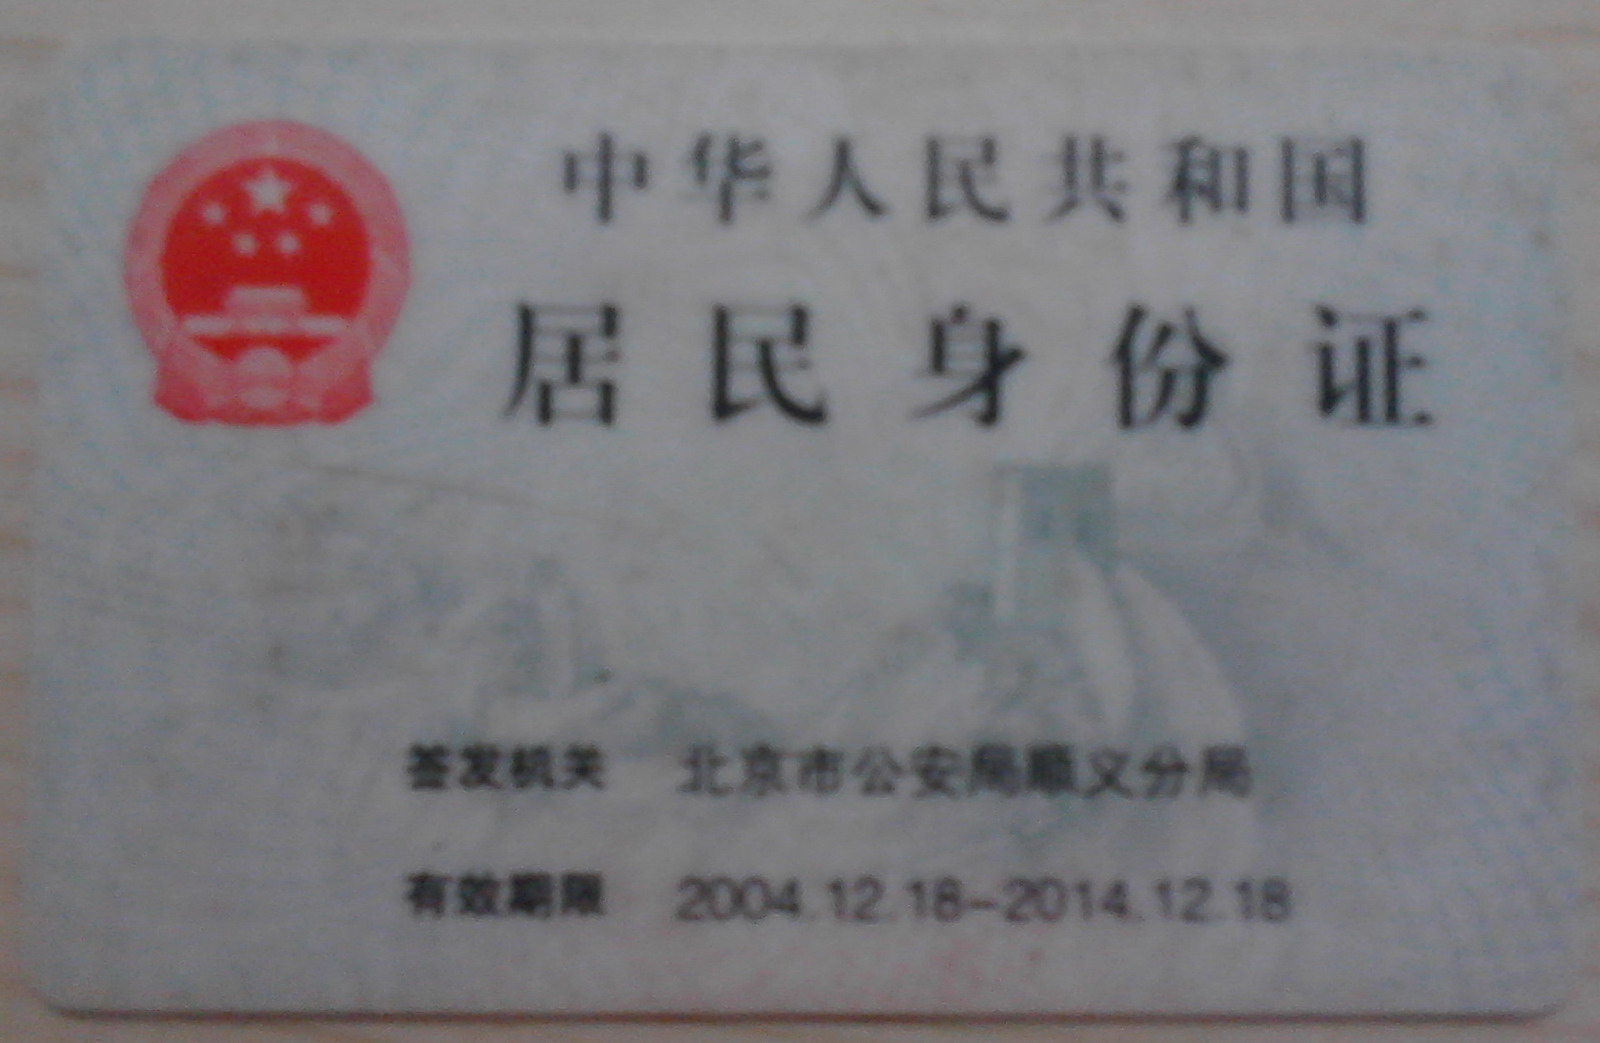 中华人民共和国
居民身份证
签发机关 北京市公安局顺义分局
有效期限 2004.12.18-2014.12.18